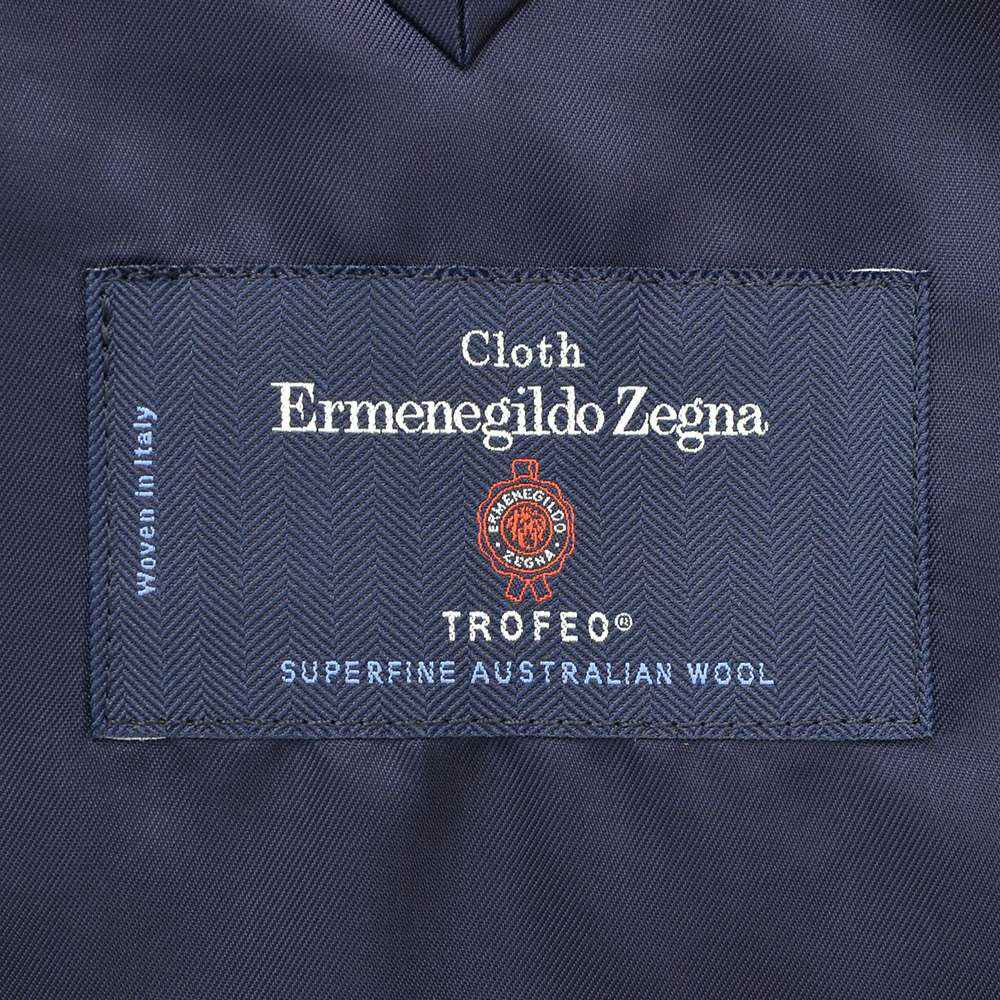 Cloth
Ermenegildo Zegna
Woven in Italy
ERMENEGILDO
· ZEGNA ·
TROFEO®
SUPERFINE AUSTRALIAN WOOL